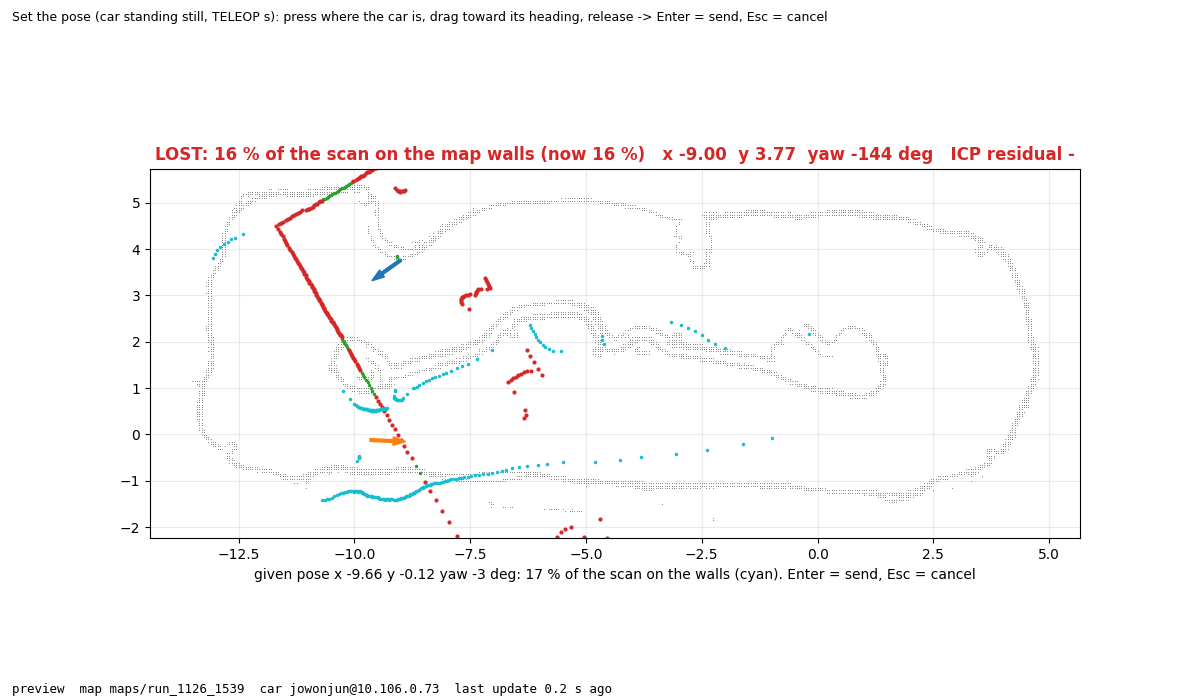 Set the pose (car standing still, TELEOP s): press where the car is, drag toward its heading, release -> Enter = send, Esc = cancel
LOST: 16 % of the scan on the map walls (now 16 %)   x -9.00  y 3.77  yaw -144 deg   ICP residual -
5
4
3
2
1
0
−1
−2
−12.5 −10.0 −7.5 −5.0 −2.5 0.0 2.5 5.0
given pose x -9.66 y -0.12 yaw -3 deg: 17 % of the scan on the walls (cyan). Enter = send, Esc = cancel
preview  map maps/run_1126_1539  car jowonjun@10.106.0.73  last update 0.2 s ago